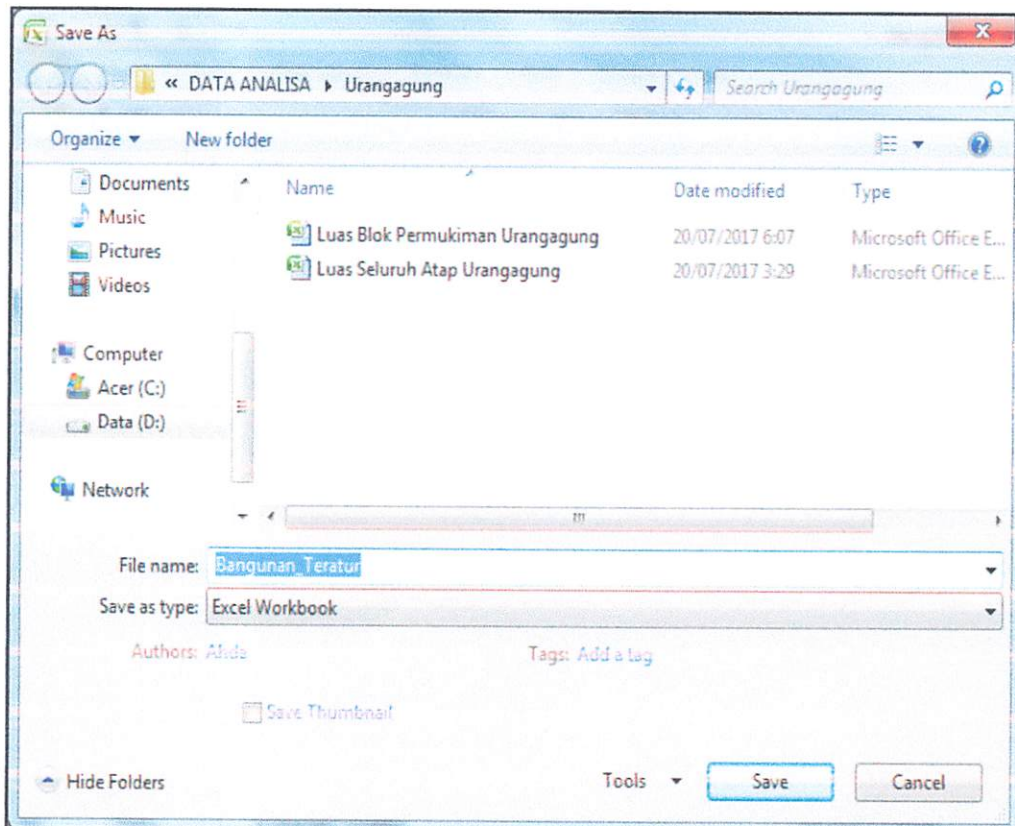 Save As
« DATA ANALISA ▸ Urangagung
Search Urangagung
Organize ▾ New folder
Documents
Music
Pictures
Videos
Computer
Acer (C:)
Data (D:)
Network
Name Date modified Type
Luas Blok Permukiman Urangagung 20/07/2017 6:07 Microsoft Office E...
Luas Seluruh Atap Urangagung 20/07/2017 3:29 Microsoft Office E...
File name: Bangunan_Teratur
Save as type: Excel Workbook
Authors: Tags: Add a tag
Save Thumbnail
Hide Folders Tools ▾ Save Cancel